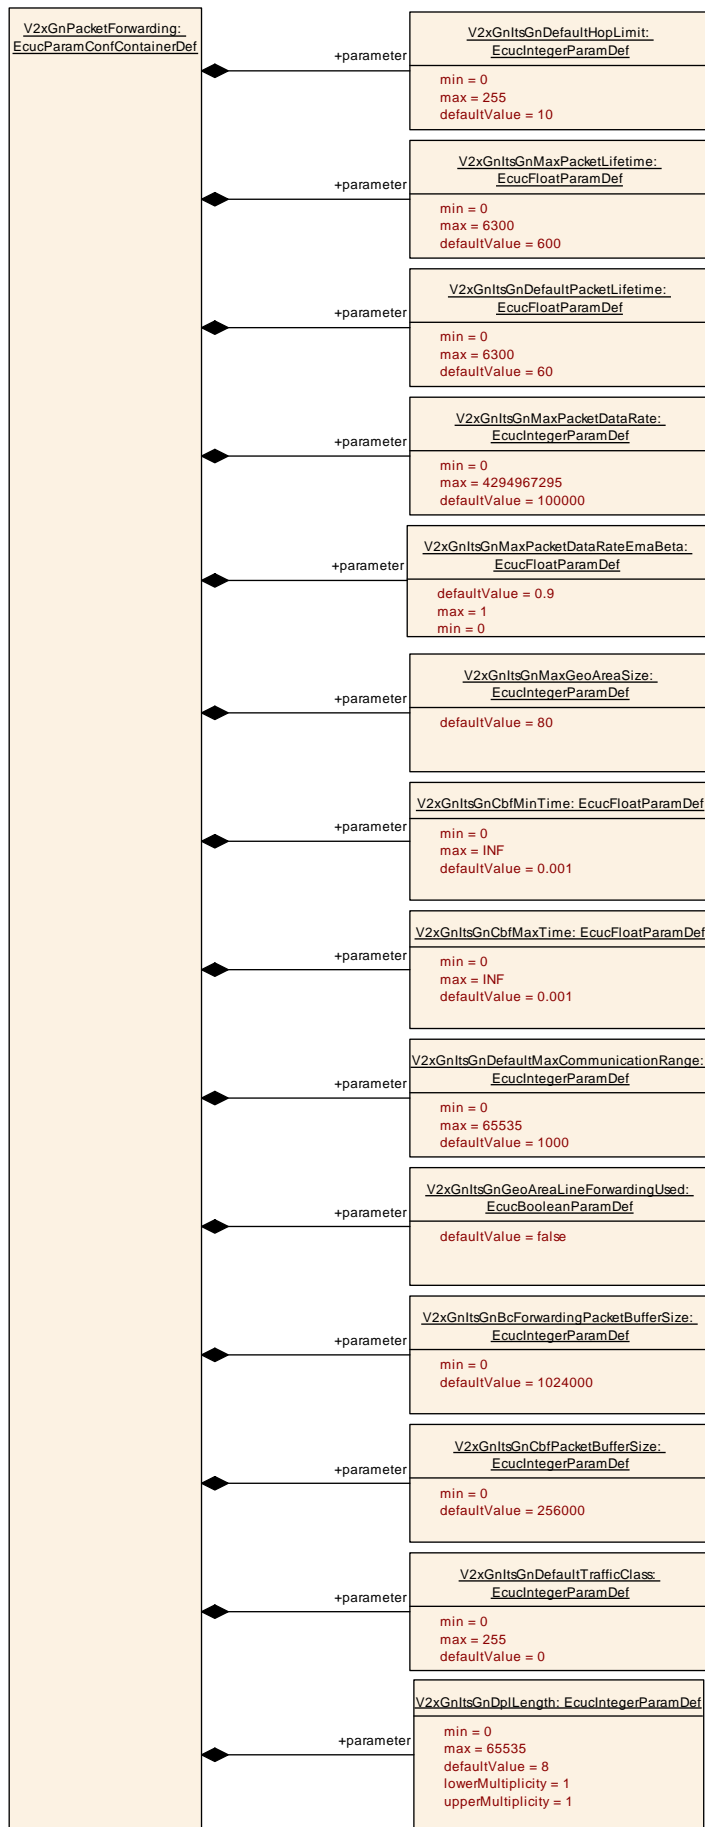 V2xGnPacketForwarding:
EcucParamConfContainerDef
+parameter
V2xGnItsGnDefaultHopLimit:
EcucIntegerParamDef
min = 0
max = 255
defaultValue = 10
+parameter
V2xGnItsGnMaxPacketLifetime:
EcucFloatParamDef
min = 0
max = 6300
defaultValue = 600
+parameter
V2xGnItsGnDefaultPacketLifetime:
EcucFloatParamDef
min = 0
max = 6300
defaultValue = 60
+parameter
V2xGnItsGnMaxPacketDataRate:
EcucIntegerParamDef
min = 0
max = 4294967295
defaultValue = 100000
+parameter
V2xGnItsGnMaxPacketDataRateEmaBeta:
EcucFloatParamDef
defaultValue = 0.9
max = 1
min = 0
+parameter
V2xGnItsGnMaxGeoAreaSize:
EcucIntegerParamDef
defaultValue = 80
+parameter
V2xGnItsGnCbfMinTime: EcucFloatParamDef
min = 0
max = INF
defaultValue = 0.001
+parameter
V2xGnItsGnCbfMaxTime: EcucFloatParamDef
min = 0
max = INF
defaultValue = 0.001
+parameter
V2xGnItsGnDefaultMaxCommunicationRange:
EcucIntegerParamDef
min = 0
max = 65535
defaultValue = 1000
+parameter
V2xGnItsGnGeoAreaLineForwardingUsed:
EcucBooleanParamDef
defaultValue = false
+parameter
V2xGnItsGnBcForwardingPacketBufferSize:
EcucIntegerParamDef
min = 0
defaultValue = 1024000
+parameter
V2xGnItsGnCbfPacketBufferSize:
EcucIntegerParamDef
min = 0
defaultValue = 256000
+parameter
V2xGnItsGnDefaultTrafficClass:
EcucIntegerParamDef
min = 0
max = 255
defaultValue = 0
+parameter
V2xGnItsGnDplLength: EcucIntegerParamDef
min = 0
max = 65535
defaultValue = 8
lowerMultiplicity = 1
upperMultiplicity = 1